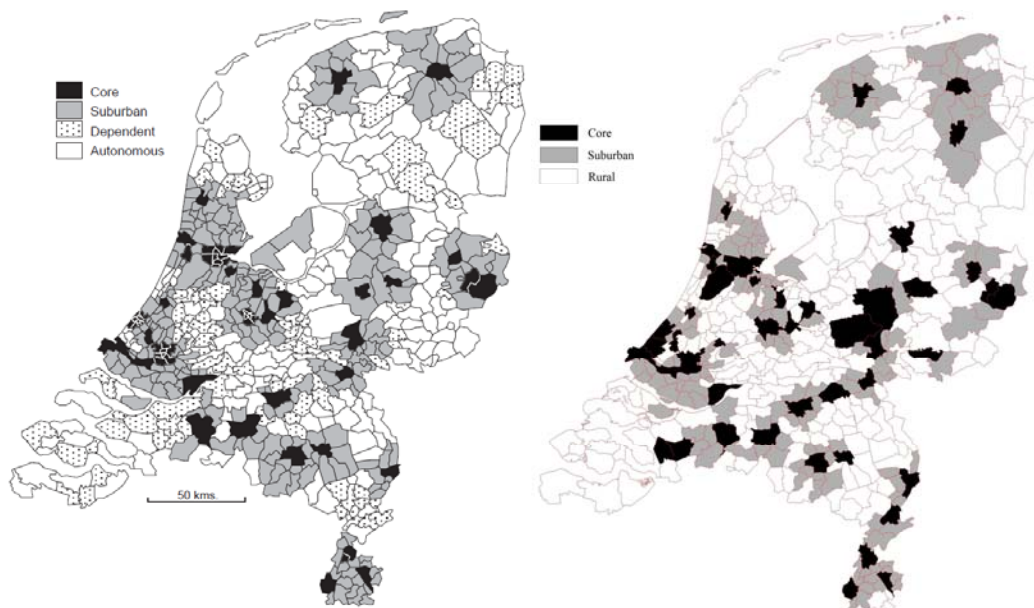 Core
Suburban
Dependent
Autonomous
50 kms.
Core
Suburban
Rural